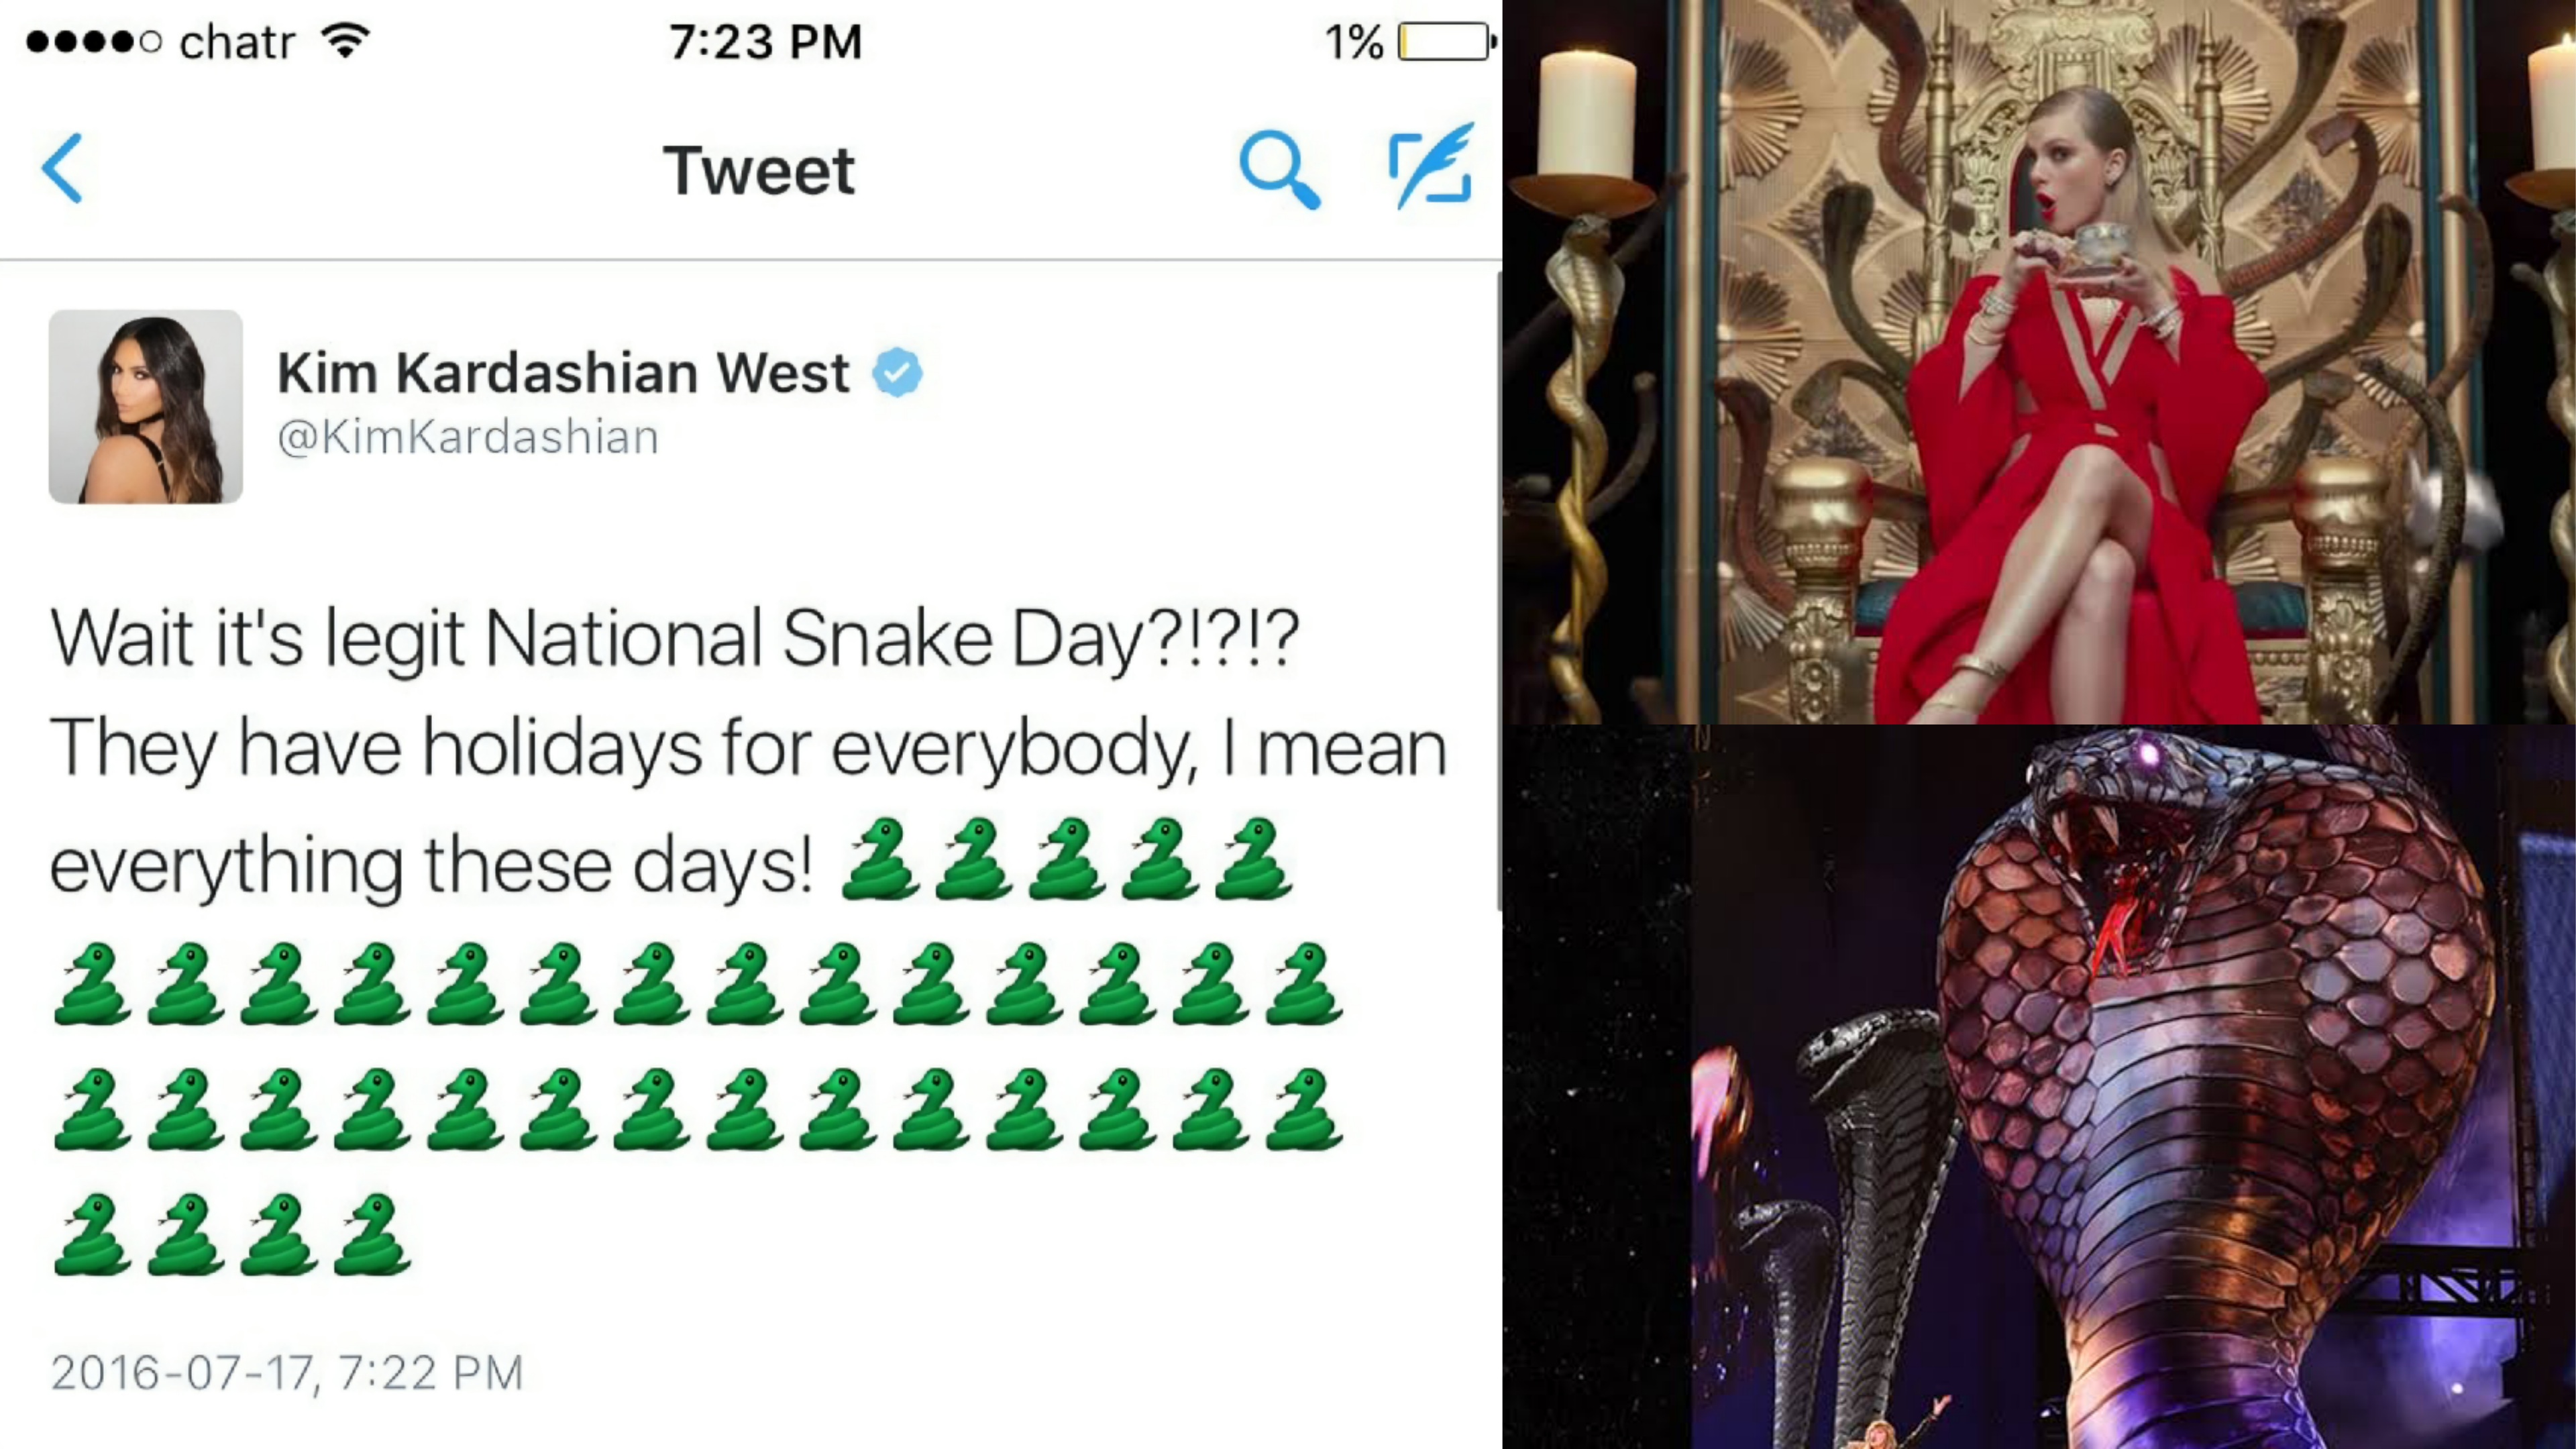 chatr 7:23 PM 1%
Tweet
Kim Kardashian West
@KimKardashian
Wait it's legit National Snake Day?!?!?
They have holidays for everybody, I mean
everything these days! 🐍🐍🐍🐍🐍
🐍🐍🐍🐍🐍🐍🐍🐍🐍🐍🐍🐍🐍🐍
🐍🐍🐍🐍🐍🐍🐍🐍🐍🐍🐍🐍🐍🐍
🐍🐍🐍🐍
2016-07-17, 7:22 PM